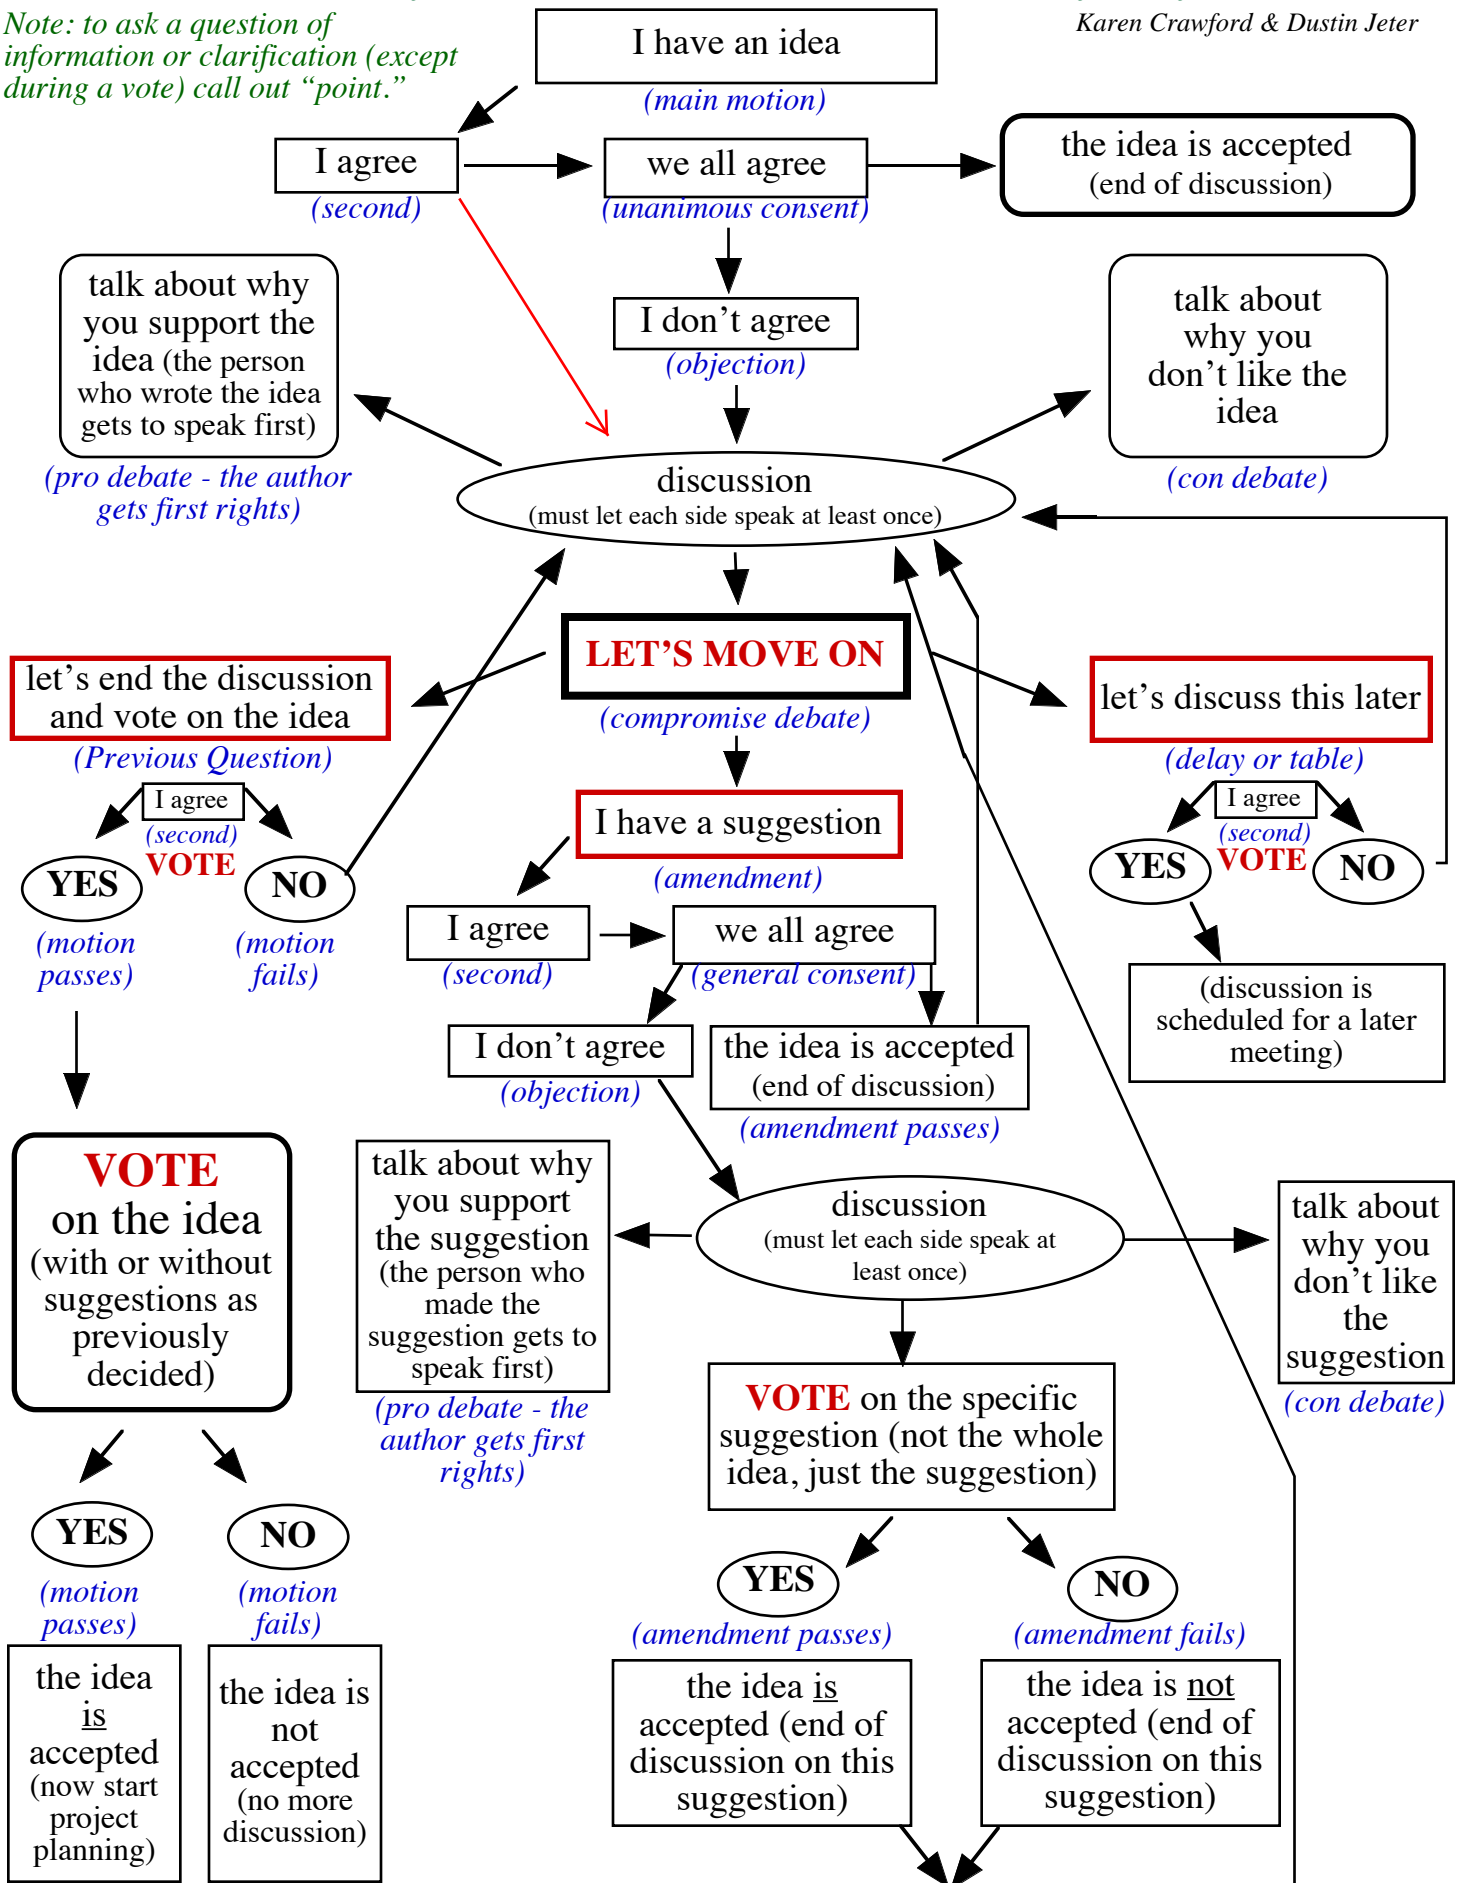 Note: to ask a question of
information or clarification (except
during a vote) call out “point.”
Karen Crawford & Dustin Jeter
I have an idea
(main motion)
I agree
(second)
we all agree
(unanimous consent)
the idea is accepted
(end of discussion)
I don’t agree
(objection)
talk about why
you support the
idea (the person
who wrote the idea
gets to speak first)
(pro debate - the author
gets first rights)
talk about
why you
don’t like the
idea
(con debate)
discussion
(must let each side speak at least once)
LET’S MOVE ON
(compromise debate)
let’s end the discussion
and vote on the idea
(Previous Question)
I agree
(second)
VOTE
YES
NO
(motion
passes)
(motion
fails)
let’s discuss this later
(delay or table)
I agree
(second)
VOTE
YES
NO
(discussion is
scheduled for a later
meeting)
I have a suggestion
(amendment)
I agree
(second)
we all agree
(general consent)
I don’t agree
(objection)
the idea is accepted
(end of discussion)
(amendment passes)
VOTE
on the idea
(with or without
suggestions as
previously
decided)
talk about why
you support
the suggestion
(the person who
made the
suggestion gets to
speak first)
(pro debate - the
author gets first
rights)
discussion
(must let each side speak at
least once)
talk about
why you
don’t like
the
suggestion
(con debate)
VOTE on the specific
suggestion (not the whole
idea, just the suggestion)
YES
(motion
passes)
NO
(motion
fails)
YES
(amendment passes)
NO
(amendment fails)
the idea
is
accepted
(now start
project
planning)
the idea is
not
accepted
(no more
discussion)
the idea is
accepted (end of
discussion on this
suggestion)
the idea is not
accepted (end of
discussion on this
suggestion)